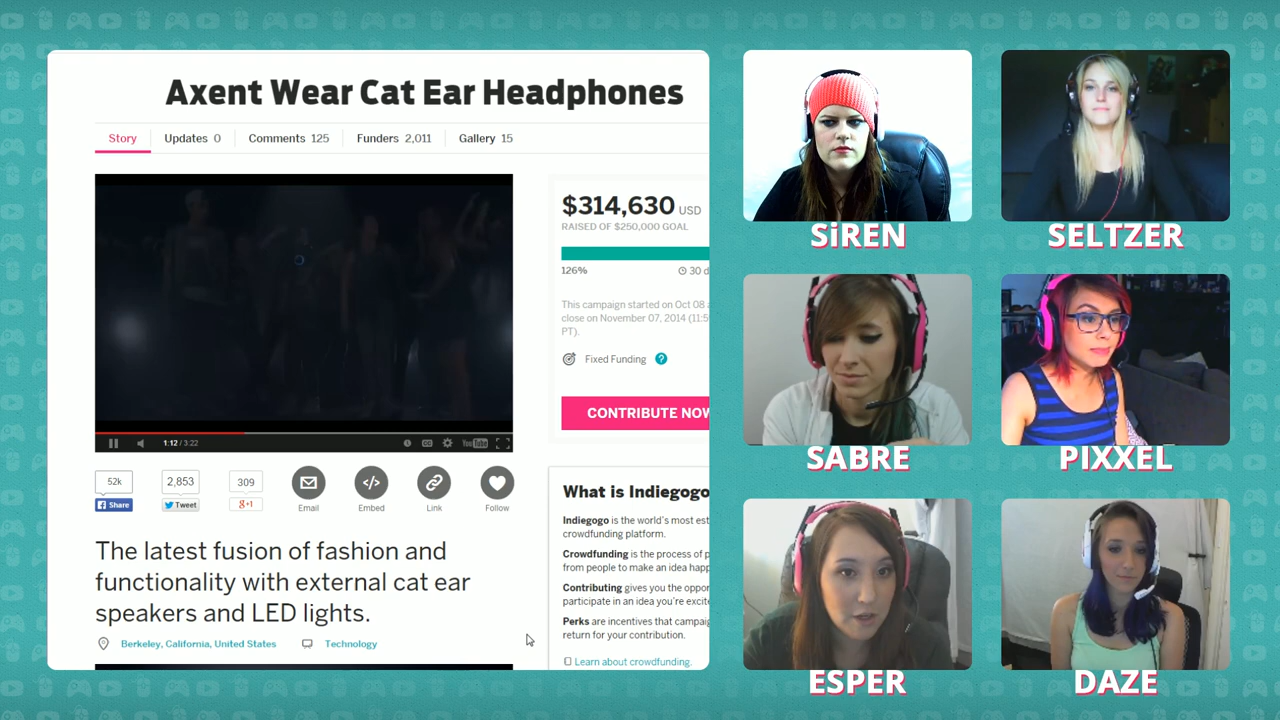 Axent Wear Cat Ear Headphones
Story Updates 0 Comments 125 Funders 2,011 Gallery 15
$314,630 USD
RAISED OF $250,000 GOAL
126% 30 d
This campaign started on Oct 08
close on November 07, 2014 (11:5
PT).
Fixed Funding ?
CONTRIBUTE NOW
1:12 / 3:22 YouTube
52k 2,853 309
Share Tweet g+1 Email Embed Link Follow
The latest fusion of fashion and
functionality with external cat ear
speakers and LED lights.
Berkeley, California, United States Technology
What is Indiegogo
Indiegogo is the world's most est
crowdfunding platform.
Crowdfunding is the process of p
from people to make an idea happ
Contributing gives you the oppor
participate in an idea you're excite
Perks are incentives that campaig
return for your contribution.
Learn about crowdfunding.
SiREN SELTZER
SABRE PIXXEL
ESPER DAZE